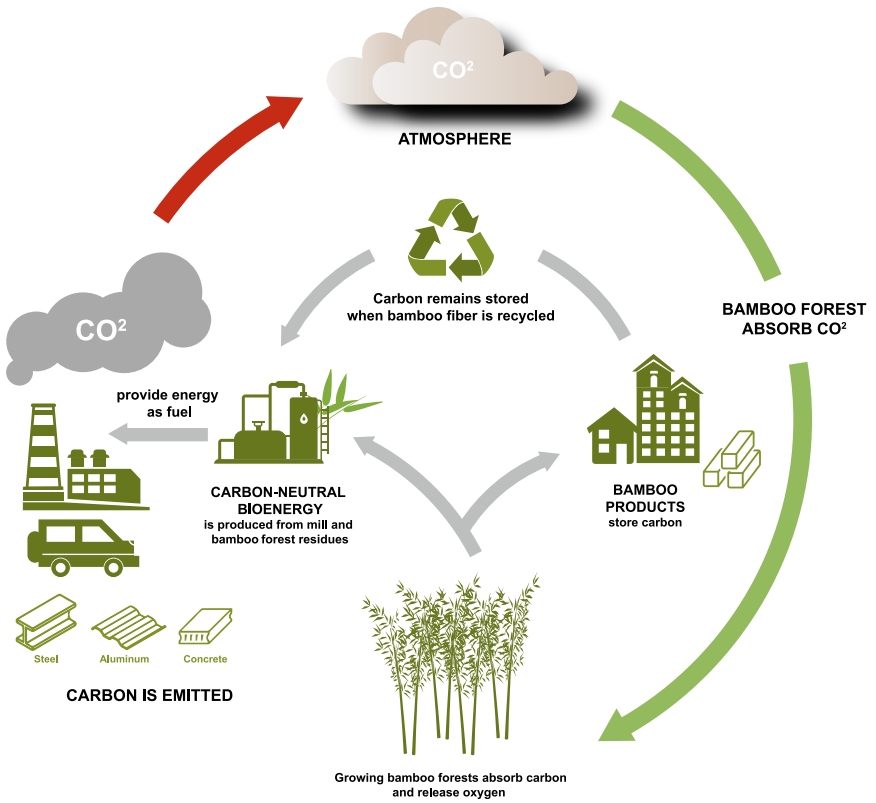 CO²
ATMOSPHERE
Carbon remains stored
when bamboo fiber is recycled
BAMBOO FOREST
ABSORB CO²
CO²
provide energy
as fuel
CARBON-NEUTRAL
BIOENERGY
is produced from mill and
bamboo forest residues
BAMBOO
PRODUCTS
store carbon
Steel
Aluminum
Concrete
CARBON IS EMITTED
Growing bamboo forests absorb carbon
and release oxygen